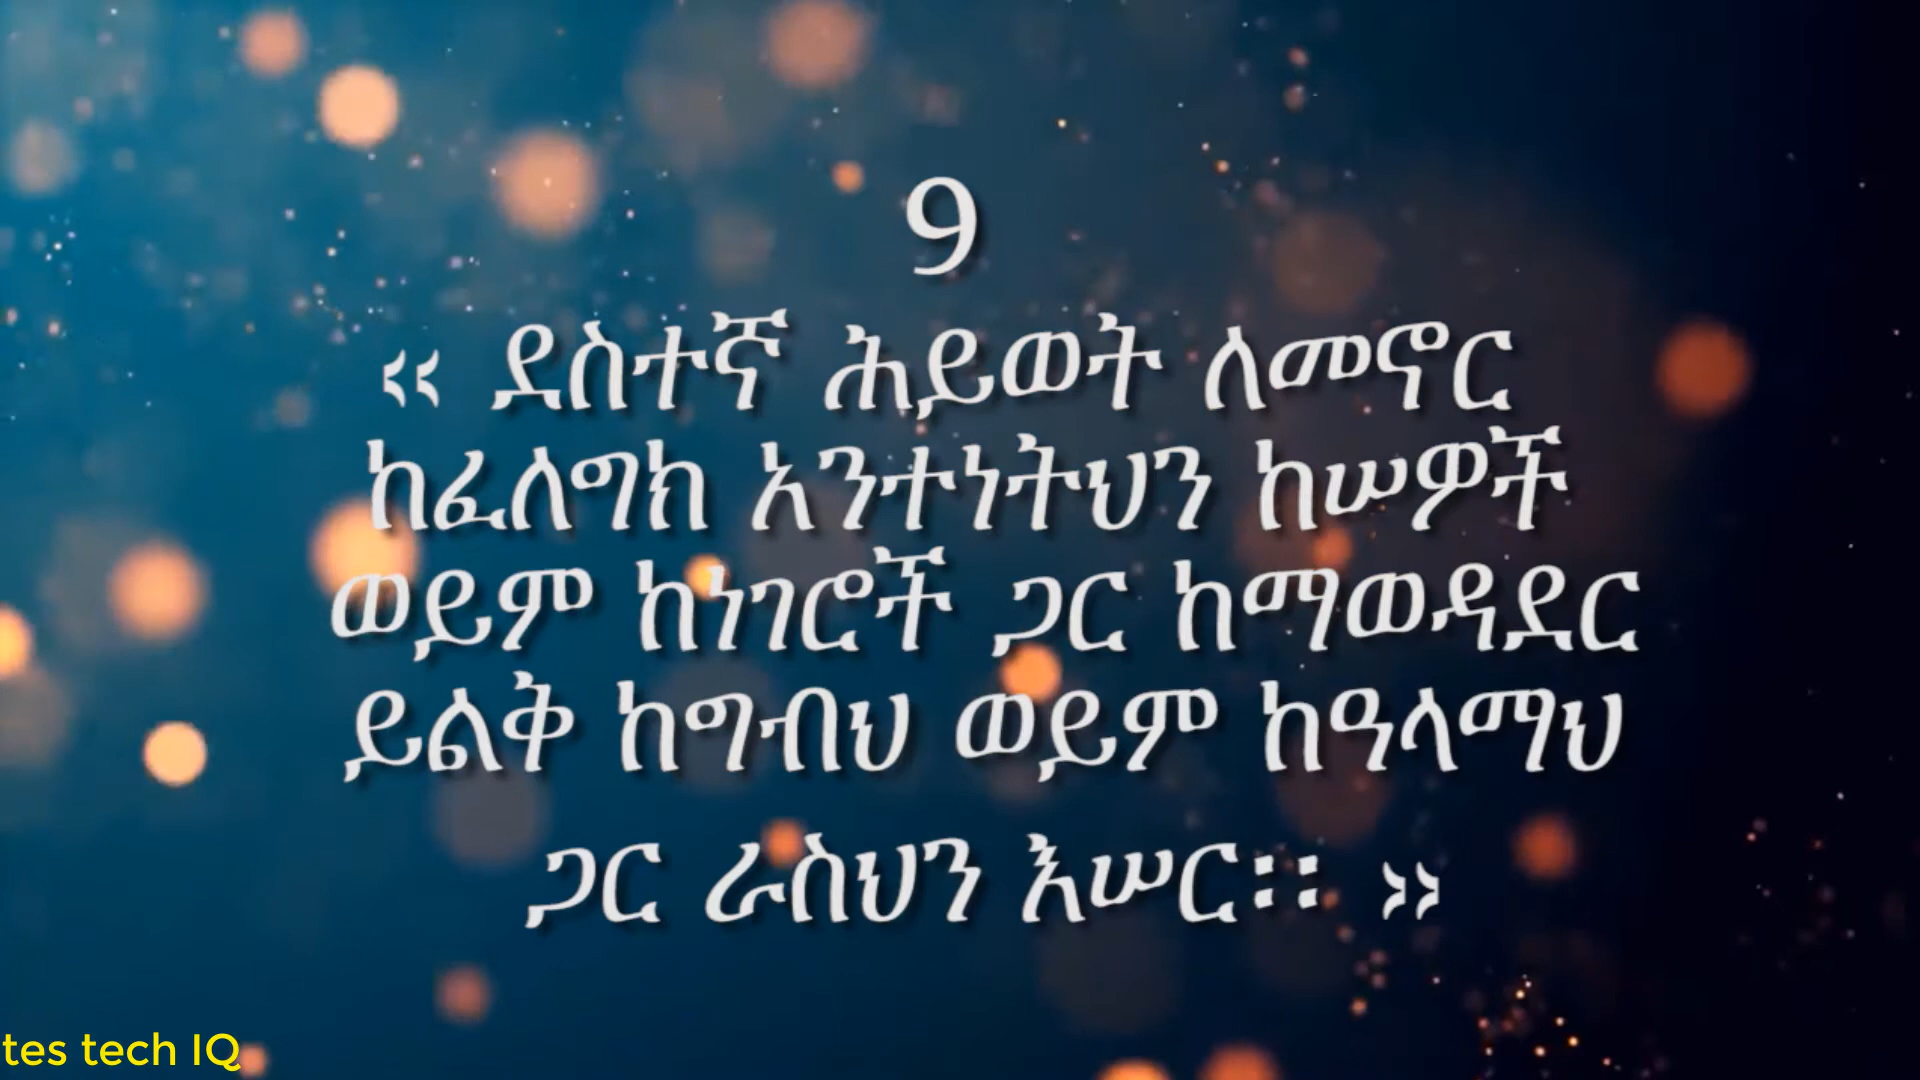 9
‹‹ ደስተኛ ሕይወት ለመኖር
ከፈለግክ አንተነትህን ከሠዎች
ወይም ከነገሮች ጋር ከማወዳደር
ይልቅ ከግብህ ወይም ከዓላማህ
ጋር ራስህን እሠር፡፡ ››
tes tech IQ